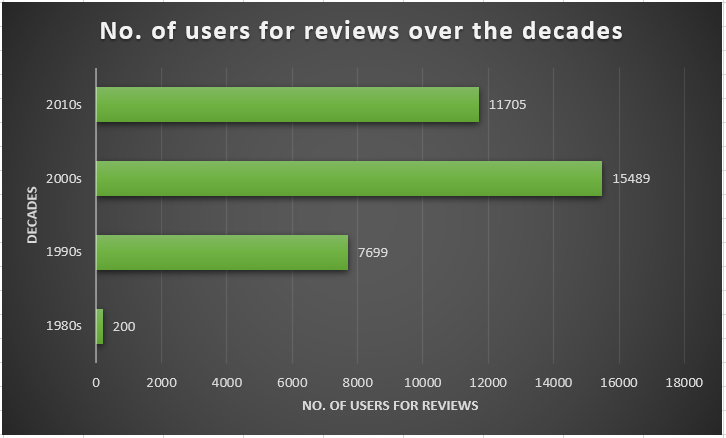 No. of users for reviews over the decades
2010s
11705
2000s
15489
DECADES
1990s
7699
1980s
200
0 2000 4000 6000 8000 10000 12000 14000 16000 18000
NO. OF USERS FOR REVIEWS